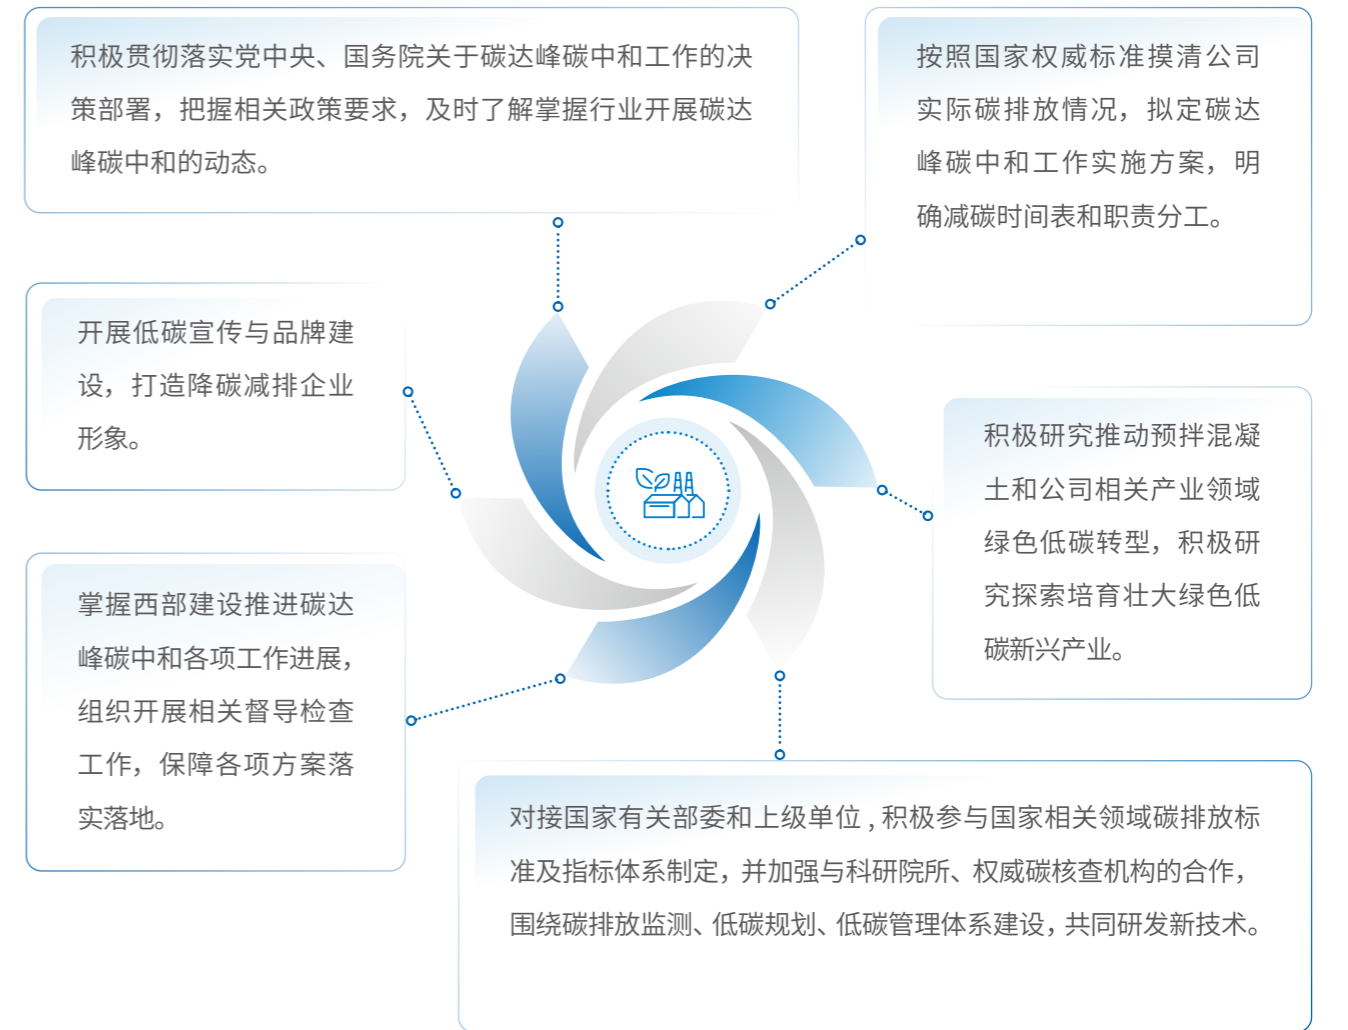 积极贯彻落实党中央、国务院关于碳达峰碳中和工作的决
策部署，把握相关政策要求，及时了解掌握行业开展碳达
峰碳中和的动态。
按照国家权威标准摸清公司
实际碳排放情况，拟定碳达
峰碳中和工作实施方案，明
确减碳时间表和职责分工。
开展低碳宣传与品牌建
设，打造降碳减排企业
形象。
积极研究推动预拌混凝
土和公司相关产业领域
绿色低碳转型，积极研
究探索培育壮大绿色低
碳新兴产业。
掌握西部建设推进碳达
峰碳中和各项工作进展，
组织开展相关督导检查
工作，保障各项方案落
实落地。
对接国家有关部委和上级单位 , 积极参与国家相关领域碳排放标
准及指标体系制定，并加强与科研院所、权威碳核查机构的合作，
围绕碳排放监测、低碳规划、低碳管理体系建设，共同研发新技术。